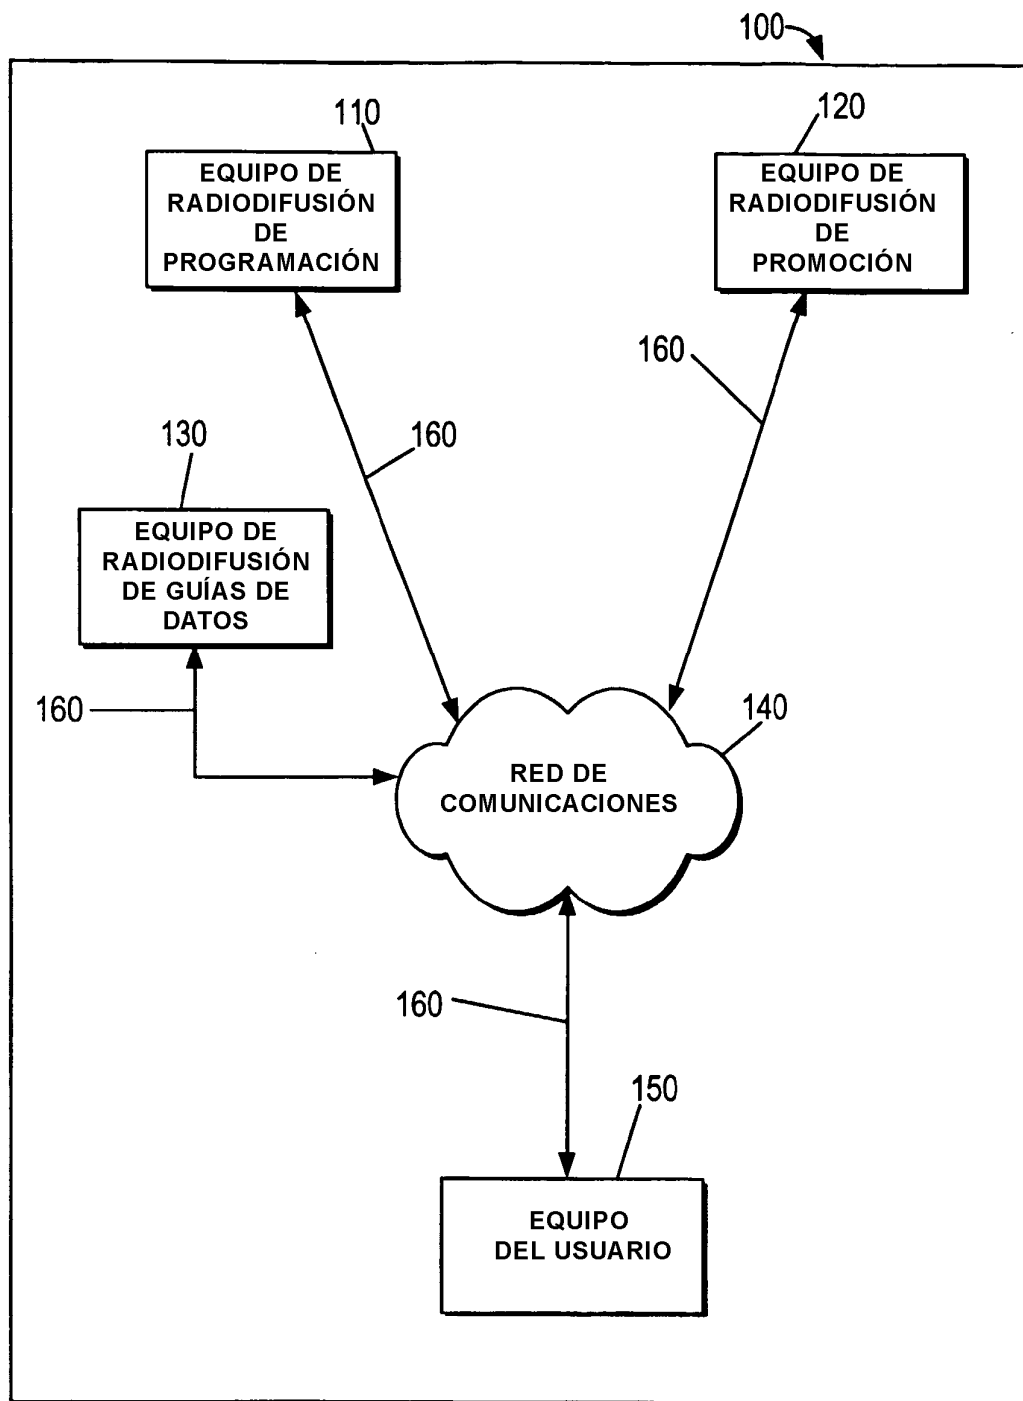 100
110
EQUIPO DE
RADIODIFUSIÓN
DE
PROGRAMACIÓN
120
EQUIPO DE
RADIODIFUSIÓN
DE
PROMOCIÓN
160
160
130
EQUIPO DE
RADIODIFUSIÓN
DE GUÍAS DE
DATOS
160
140
RED DE
COMUNICACIONES
160
150
EQUIPO
DEL USUARIO